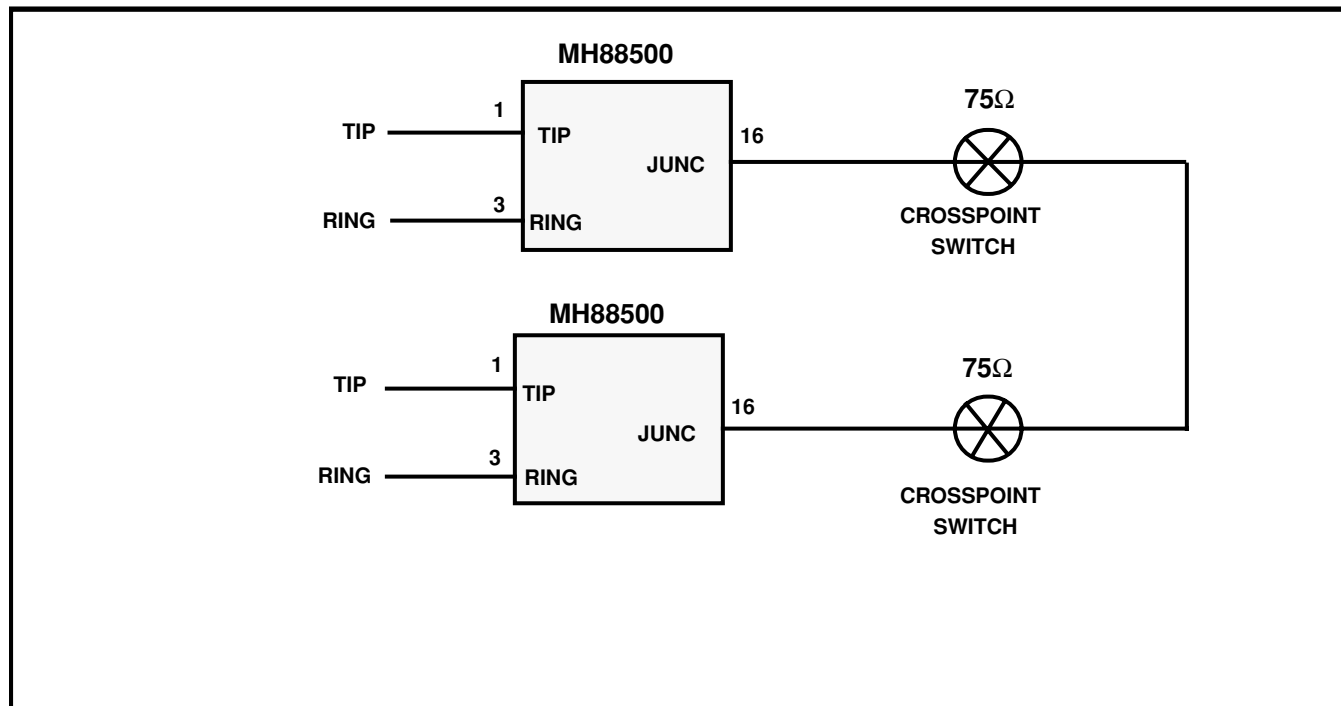 MH88500
75Ω
1
16
TIP
TIP
JUNC
3
RING
RING
CROSSPOINT
SWITCH
MH88500
75Ω
1
TIP
TIP
16
JUNC
3
RING
RING
CROSSPOINT
SWITCH